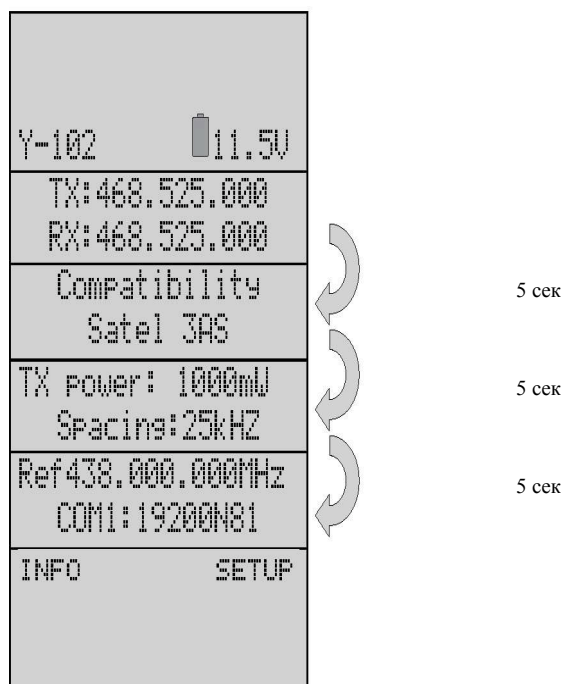 Y-102 11.5V
TX:468.525.000
RX:468.525.000
5 сек
Compatibility
Satel 3AS
5 сек
TX power: 1000mW
Spacing:25kHZ
5 сек
Ref438.000.000MHz
COM1:19200N81
INFO SETUP